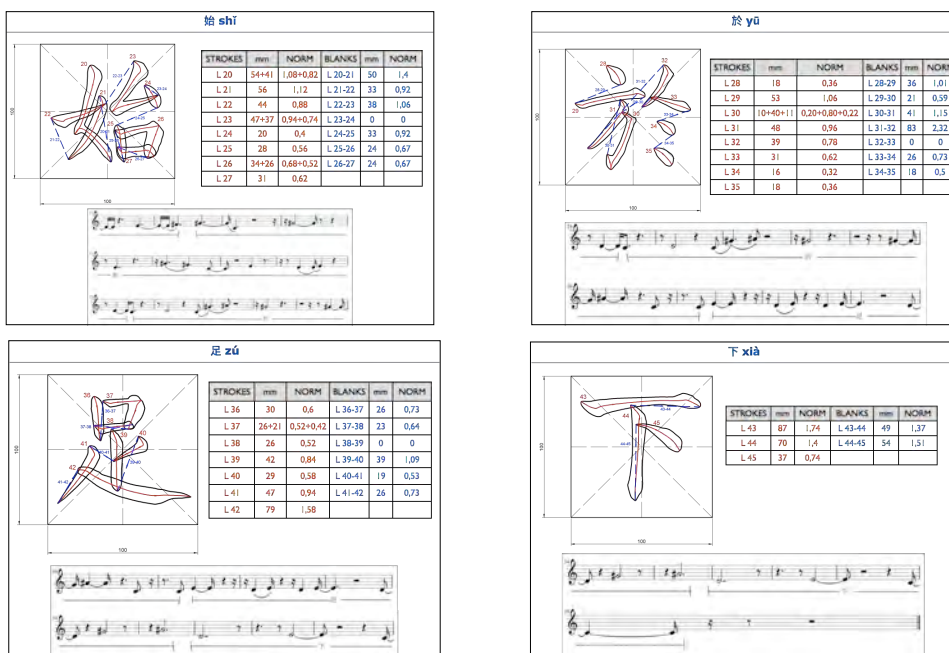 始 shǐ
STROKES mm NORM BLANKS mm NORM
L 20 54+41 1,08+0,82 L 20-21 50 1,4
L 21 56 1,12 L 21-22 33 0,92
L 22 44 0,88 L 22-23 38 1,06
L 23 47+37 0,94+0,74 L 23-24 0 0
L 24 20 0,4 L 24-25 33 0,92
L 25 28 0,56 L 25-26 24 0,67
L 26 34+26 0,68+0,52 L 26-27 24 0,67
L 27 31 0,62
100
100
於 yū
STROKES mm NORM BLANKS mm NORM
L 28 18 0,36 L 28-29 36 1,01
L 29 53 1,06 L 29-30 21 0,59
L 30 10+40+11 0,20+0,80+0,22 L 30-31 41 1,15
L 31 48 0,96 L 31-32 83 2,32
L 32 39 0,78 L 32-33 0 0
L 33 31 0,62 L 33-34 26 0,73
L 34 16 0,32 L 34-35 18 0,5
L 35 18 0,36
100
100
足 zú
STROKES mm NORM BLANKS mm NORM
L 36 30 0,6 L 36-37 26 0,73
L 37 26+21 0,52+0,42 L 37-38 23 0,64
L 38 26 0,52 L 38-39 0 0
L 39 42 0,84 L 39-40 39 1,09
L 40 29 0,58 L 40-41 19 0,53
L 41 47 0,94 L 41-42 26 0,73
L 42 79 1,58
100
100
下 xià
STROKES mm NORM BLANKS mm NORM
L 43 87 1,74 L 43-44 49 1,37
L 44 70 1,4 L 44-45 54 1,51
L 45 37 0,74
100
100